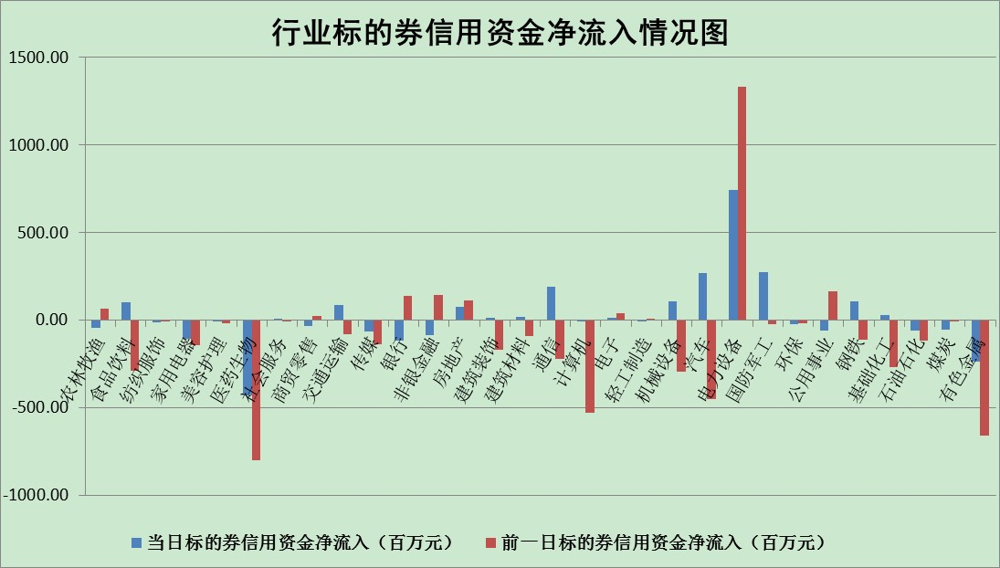 行业标的券信用资金净流入情况图
1500.00
1000.00
500.00
0.00
-500.00
-1000.00
农林牧渔
食品饮料
纺织服饰
家用电器
美容护理
医药生物
社会服务
商贸零售
交通运输
传媒
银行
非银金融
房地产
建筑装饰
建筑材料
通信
计算机
电子
轻工制造
机械设备
汽车
电力设备
国防军工
环保
公用事业
钢铁
基础化工
石油石化
煤炭
有色金属
当日标的券信用资金净流入（百万元）
前一日标的券信用资金净流入（百万元）